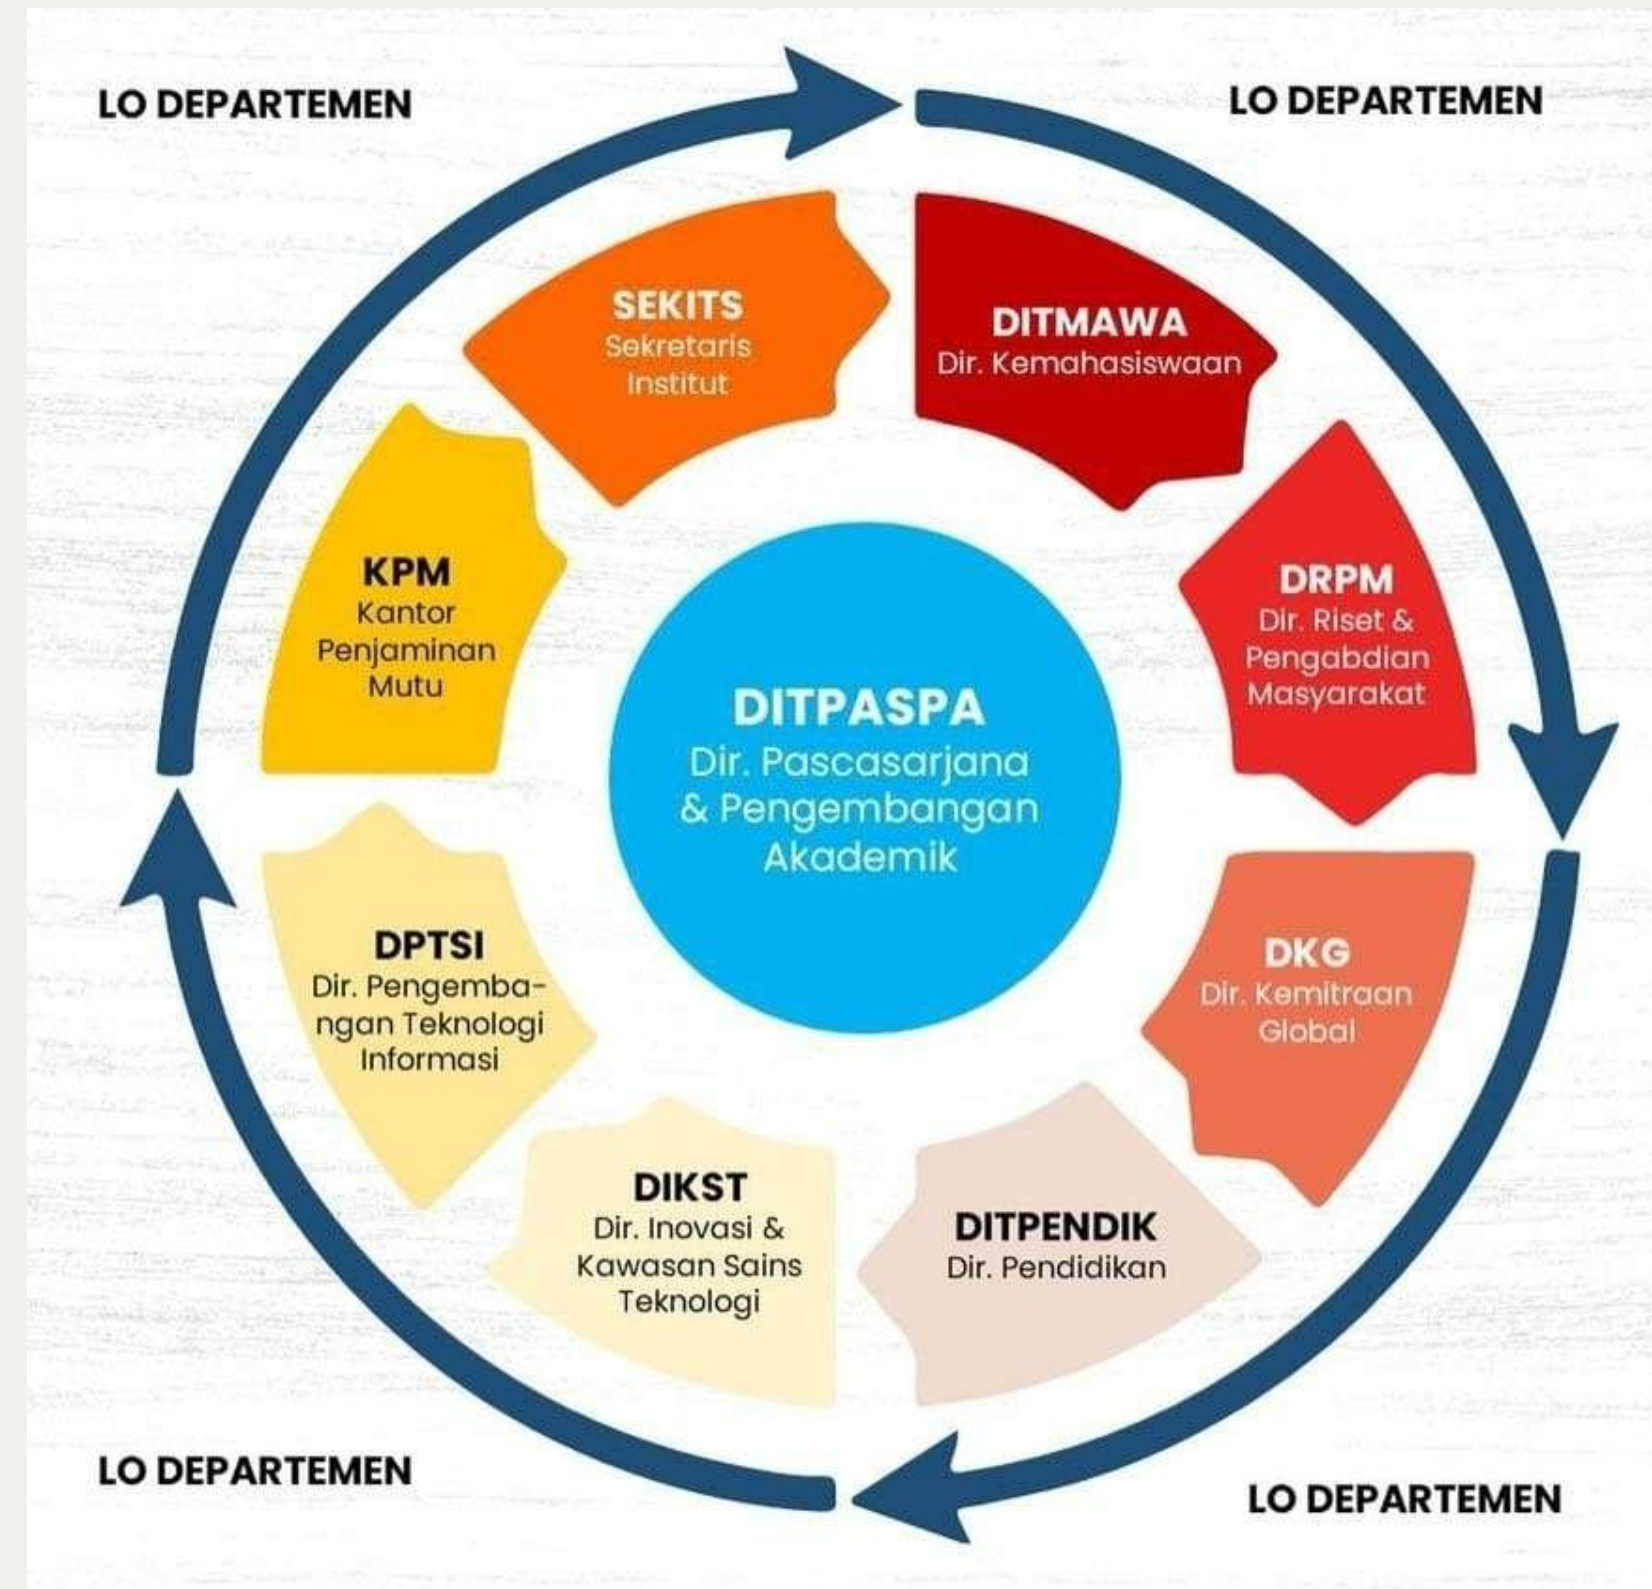 LO DEPARTEMEN
LO DEPARTEMEN
SEKITS
Sekretaris
Institut
DITMAWA
Dir. Kemahasiswaan
KPM
Kantor
Penjaminan
Mutu
DRPM
Dir. Riset &
Pengabdian
Masyarakat
DITPASPA
Dir. Pascasarjana
& Pengembangan
Akademik
DPTSI
Dir. Pengemba-
ngan Teknologi
Informasi
DKG
Dir. Kemitraan
Global
DIKST
Dir. Inovasi &
Kawasan Sains
Teknologi
DITPENDIK
Dir. Pendidikan
LO DEPARTEMEN
LO DEPARTEMEN